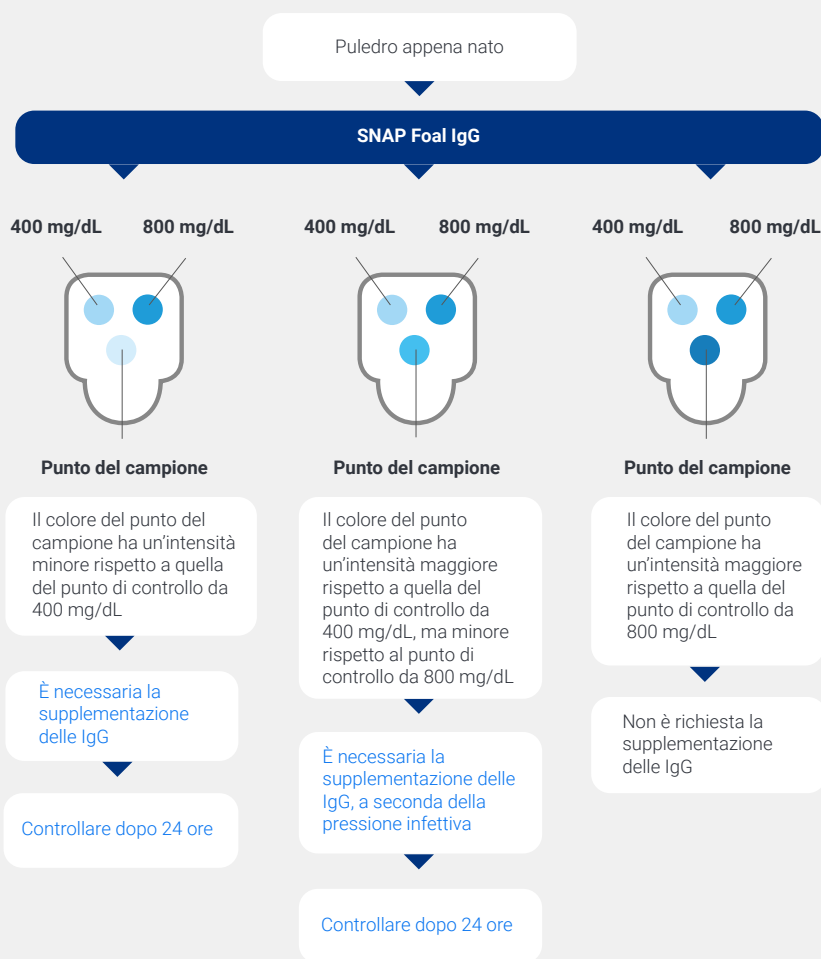 Puledro appena nato
SNAP Foal IgG
400 mg/dL 800 mg/dL
400 mg/dL 800 mg/dL
400 mg/dL 800 mg/dL
Punto del campione
Punto del campione
Punto del campione
Il colore del punto del
campione ha un’intensità
minore rispetto a quella
del punto di controllo da
400 mg/dL
È necessaria la
supplementazione
delle IgG
Controllare dopo 24 ore
Il colore del punto
del campione ha
un’intensità maggiore
rispetto a quella del
punto di controllo da
400 mg/dL, ma minore
rispetto al punto di
controllo da 800 mg/dL
È necessaria la
supplementazione delle
IgG, a seconda della
pressione infettiva
Controllare dopo 24 ore
Il colore del punto
del campione ha
un’intensità maggiore
rispetto a quella del
punto di controllo da
800 mg/dL
Non è richiesta la
supplementazione
delle IgG